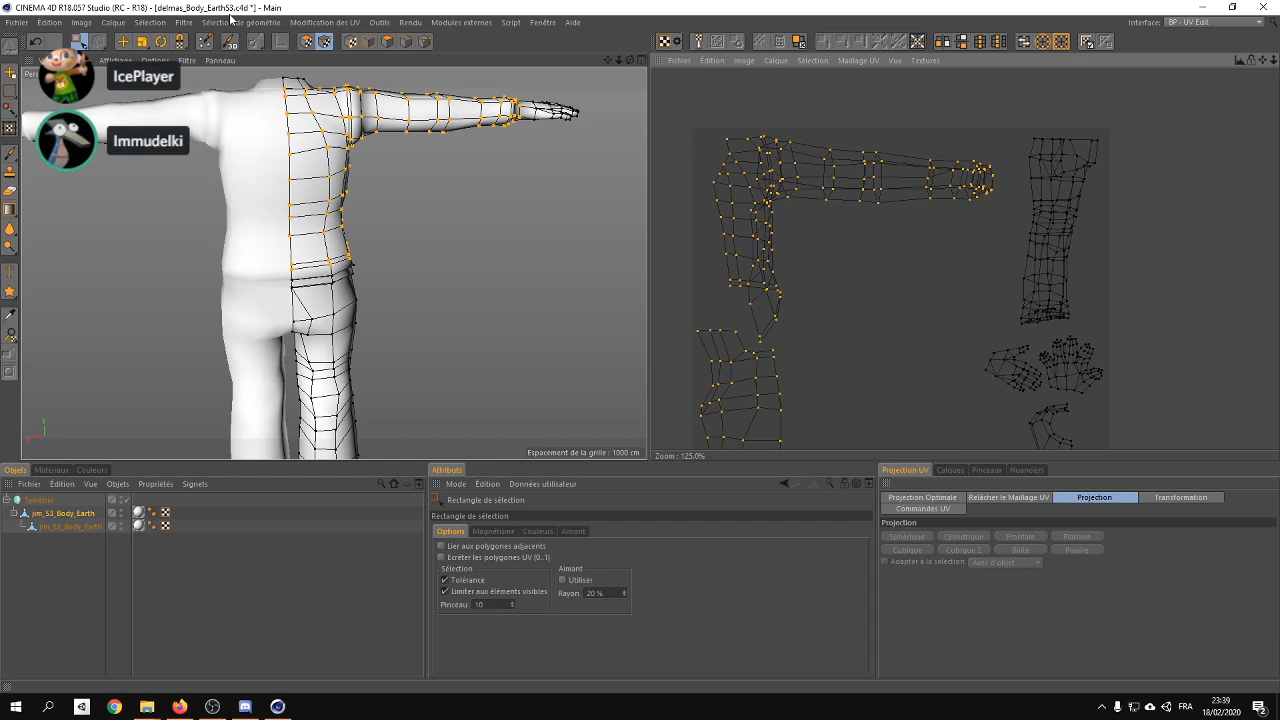 CINEMA 4D R18.057 Studio (RC - R18) - [delmas_Body_EarthS3.c4d *] - Main
Fichier Édition Image Calque Sélection Filtre Sélection de géométrie Modification des UV Outils Rendu Modules externes Script Fenêtre Aide Interface: BP - UV Edit
Affichage Options Filtre Panneau
Fichier Édition Image Calque Sélection Maillage UV Vue Textures
IcePlayer
Immudelki
Espacement de la grille : 1000 cm
Zoom : 125.0%
Objets Matériaux Couleurs
Fichier Édition Vue Objets Propriétés Signets
Symétrie
jim_S3_Body_Earth
jim_S3_Body_Earth
Attributs
Mode Édition Données utilisateur
Rectangle de sélection
Rectangle de sélection
Options Magnétisme Couleurs Aimant
Lier aux polygones adjacents
Ecréter les polygones UV (0..1)
Sélection Aimant
Tolérance Utiliser
Limiter aux éléments visibles Rayon 20 %
Pinceau 10
Projection UV Calques Pinceaux Nuanciers
Projection Optimale Relâcher le Maillage UV Projection Transformation
Commandes UV
Projection
Sphérique Cylindrique Frontale Planaire
Cubique Cubique 2 Boîte Polaire
Adapter à la sélection Axes d'objet
FRA
23:39
18/02/2020
2